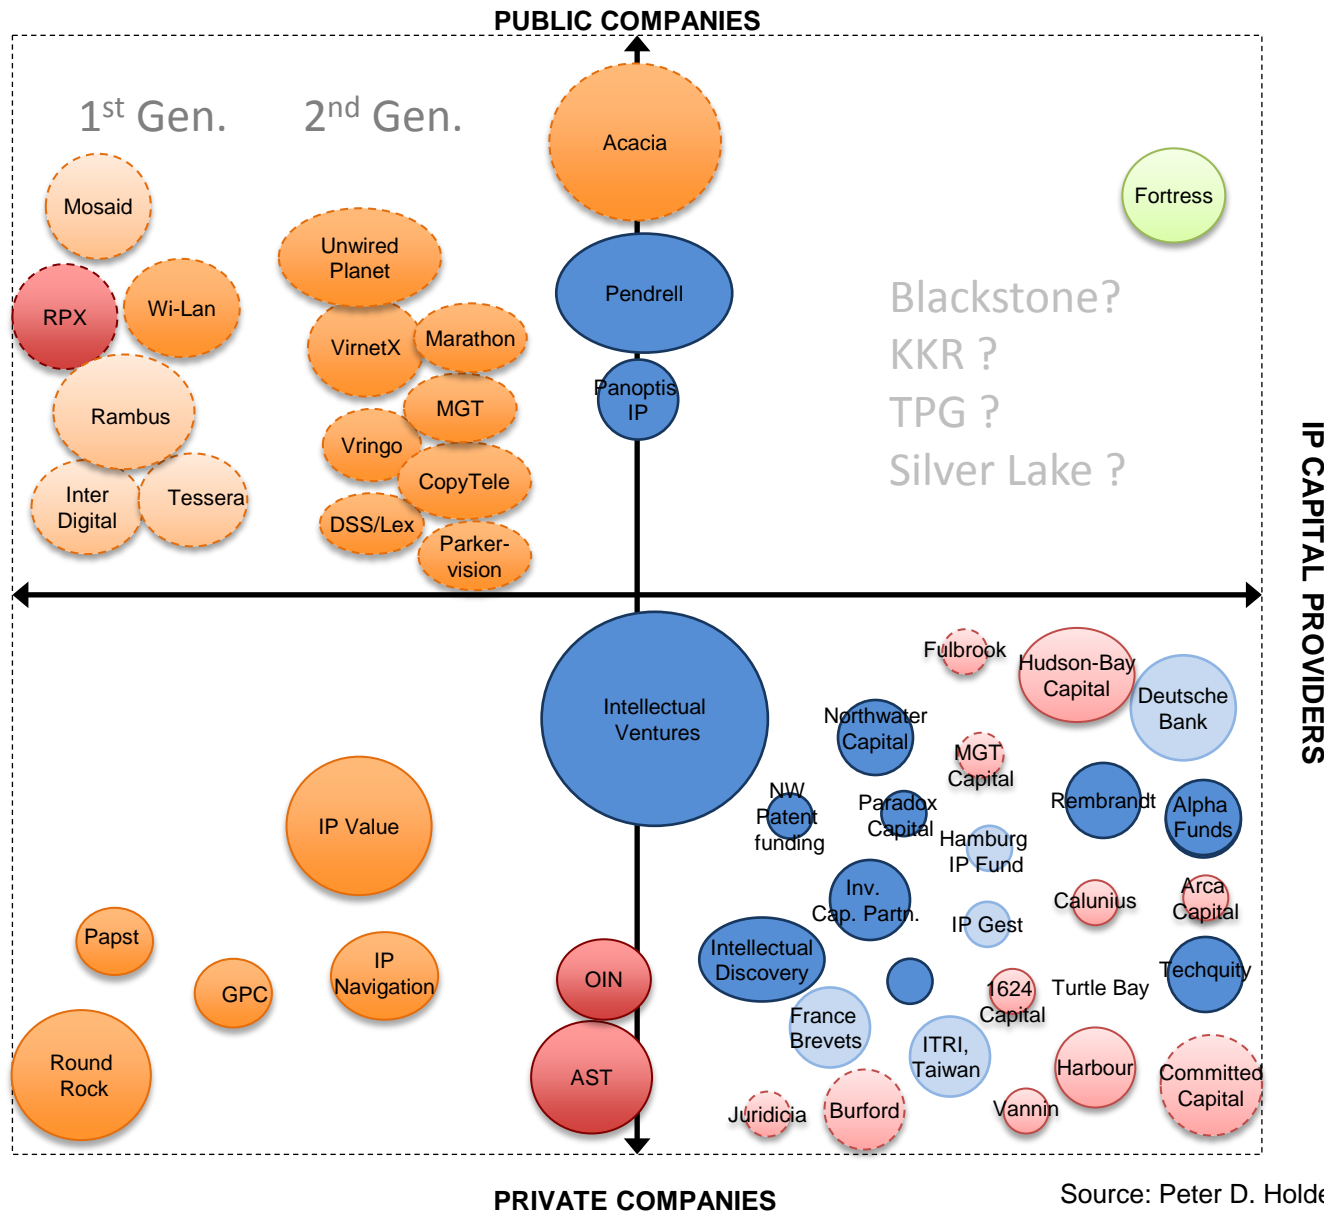 PUBLIC COMPANIES
1st Gen.
2nd Gen.
Acacia
Fortress
Mosaid
Unwired
Planet
RPX
Wi-Lan
Pendrell
Blackstone?
KKR ?
TPG ?
Silver Lake ?
VirnetX
Marathon
Panoptis
IP
Rambus
MGT
Vringo
CopyTele
Inter
Digital
Tessera
DSS/Lex
Parker-
vision
IP CAPITAL PROVIDERS
Intellectual
Ventures
Fulbrook
Hudson-Bay
Capital
Deutsche
Bank
Northwater
Capital
MGT
Capital
NW
Patent
funding
Paradox
Capital
Rembrandt
Alpha
Funds
Hamburg
IP Fund
IP Value
Inv.
Cap. Partn.
Calunius
Arca
Capital
IP Gest
Papst
GPC
IP
Navigation
OIN
Intellectual
Discovery
1624
Capital
Turtle Bay
Techquity
France
Brevets
ITRI,
Taiwan
Round
Rock
AST
Harbour
Committed
Capital
Juridicia
Burford
Vannin
PRIVATE COMPANIES
Source: Peter D. Holde